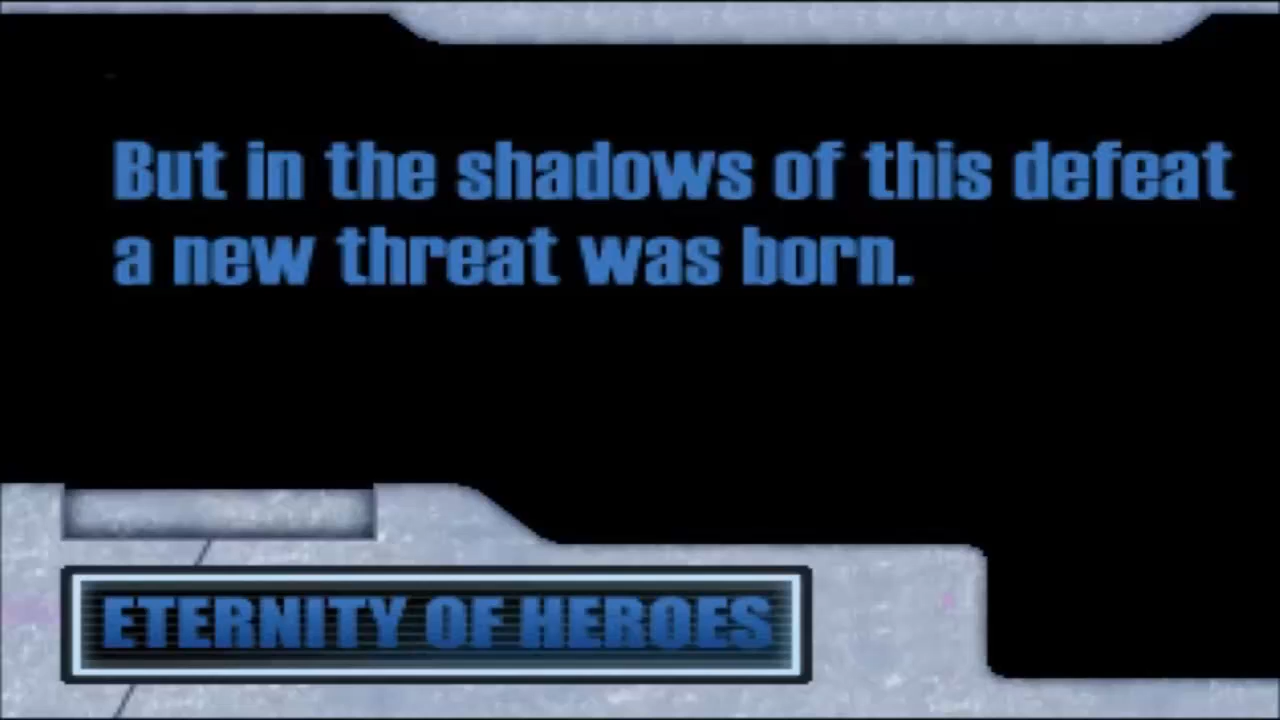 But in the shadows of this defeat
a new threat was born.
ETERNITY OF HEROES